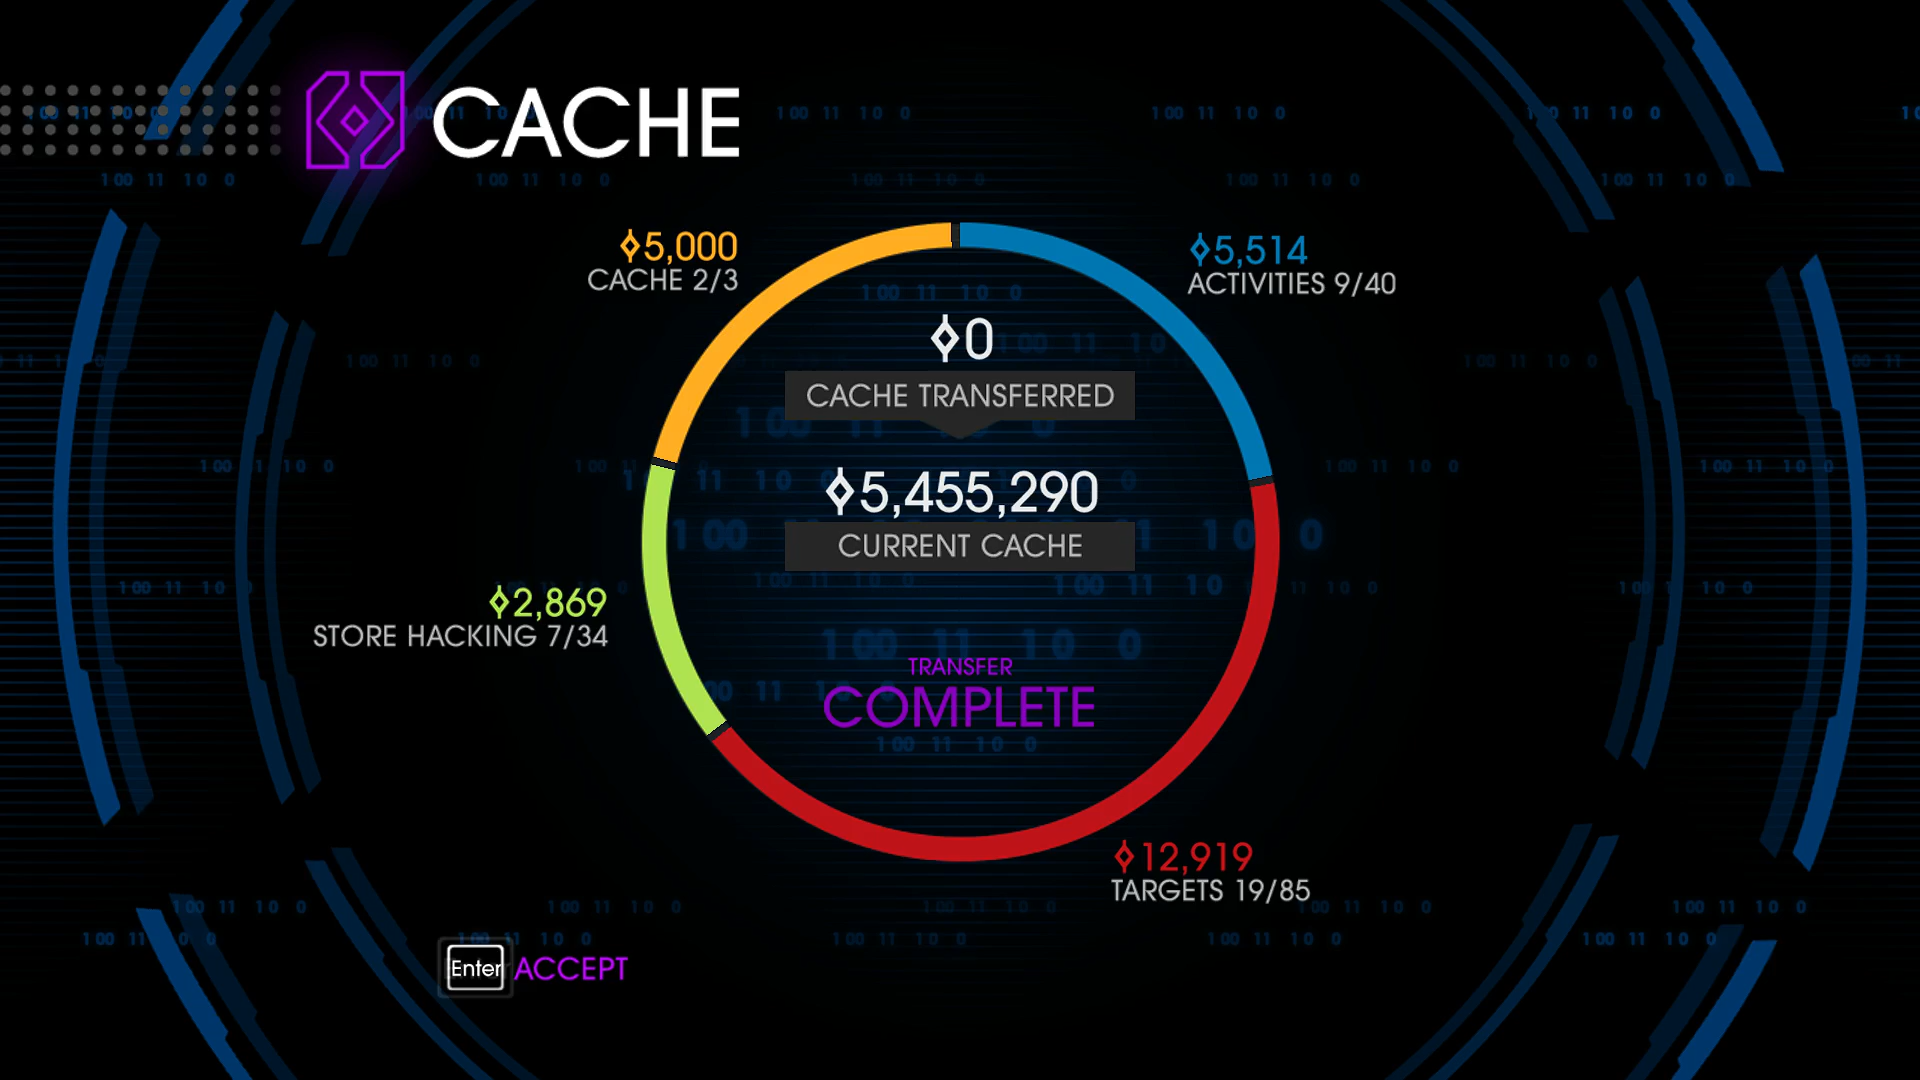 CACHE
5,000
CACHE 2/3
5,514
ACTIVITIES 9/40
0
CACHE TRANSFERRED
5,455,290
CURRENT CACHE
2,869
STORE HACKING 7/34
TRANSFER
COMPLETE
12,919
TARGETS 19/85
Enter ACCEPT